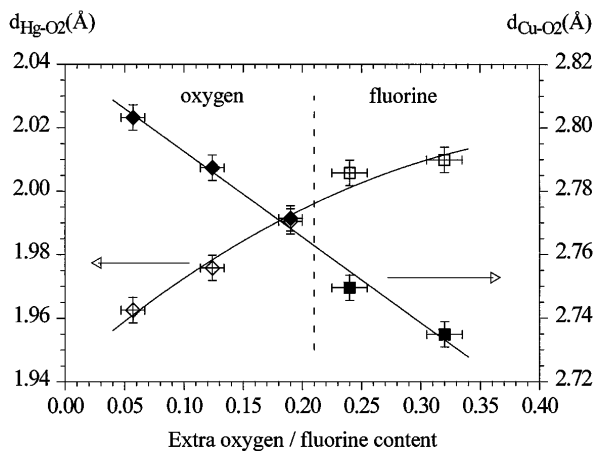 d_Hg-O2(Å) d_Cu-O2(Å)
2.04 2.82
oxygen fluorine
2.02 2.80
2.00 2.78
1.98 2.76
1.96 2.74
1.94 2.72
0.00 0.05 0.10 0.15 0.20 0.25 0.30 0.35 0.40
Extra oxygen / fluorine content